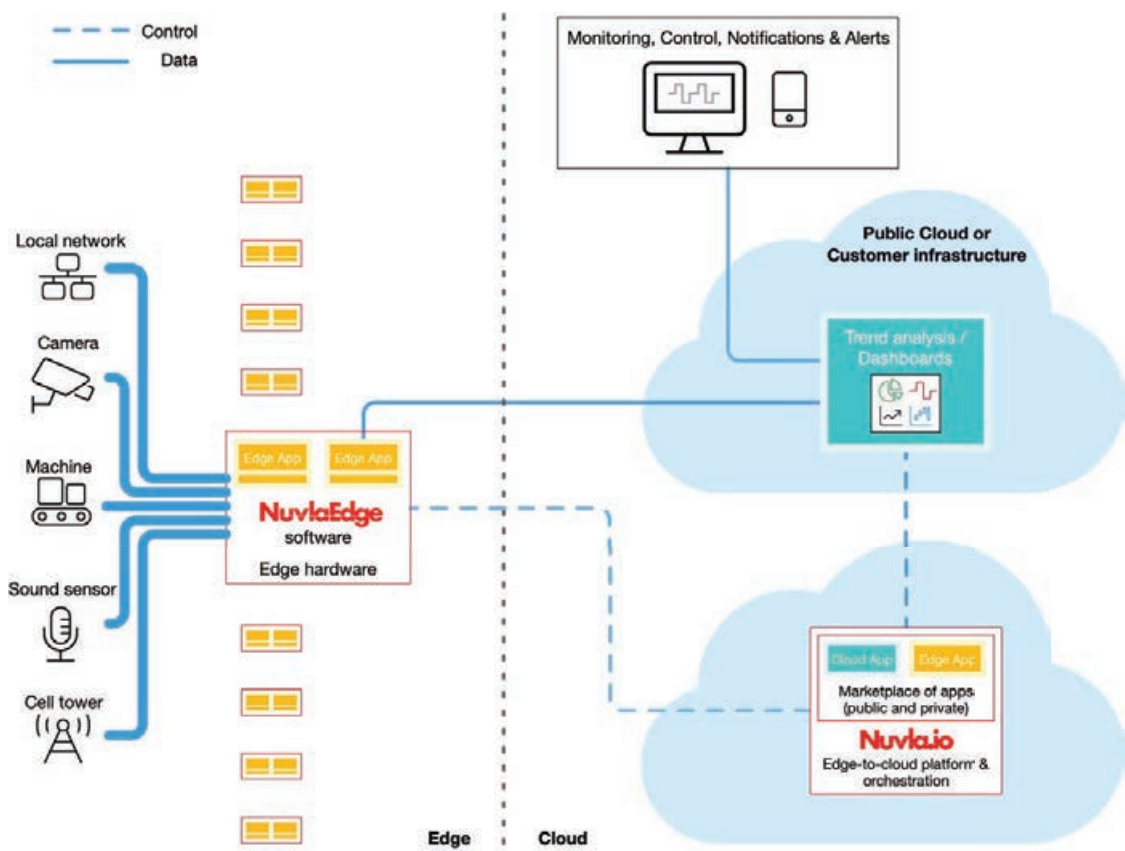 Control
Data
Monitoring, Control, Notifications & Alerts
Local network
Camera
Machine
Sound sensor
Cell tower
Edge App
Edge App
NuvlaEdge
software
Edge hardware
Public Cloud or
Customer infrastructure
Trend analysis /
Dashboards
Cloud App
Edge App
Marketplace of apps
(public and private)
Nuvla.io
Edge-to-cloud platform &
orchestration
Edge
Cloud